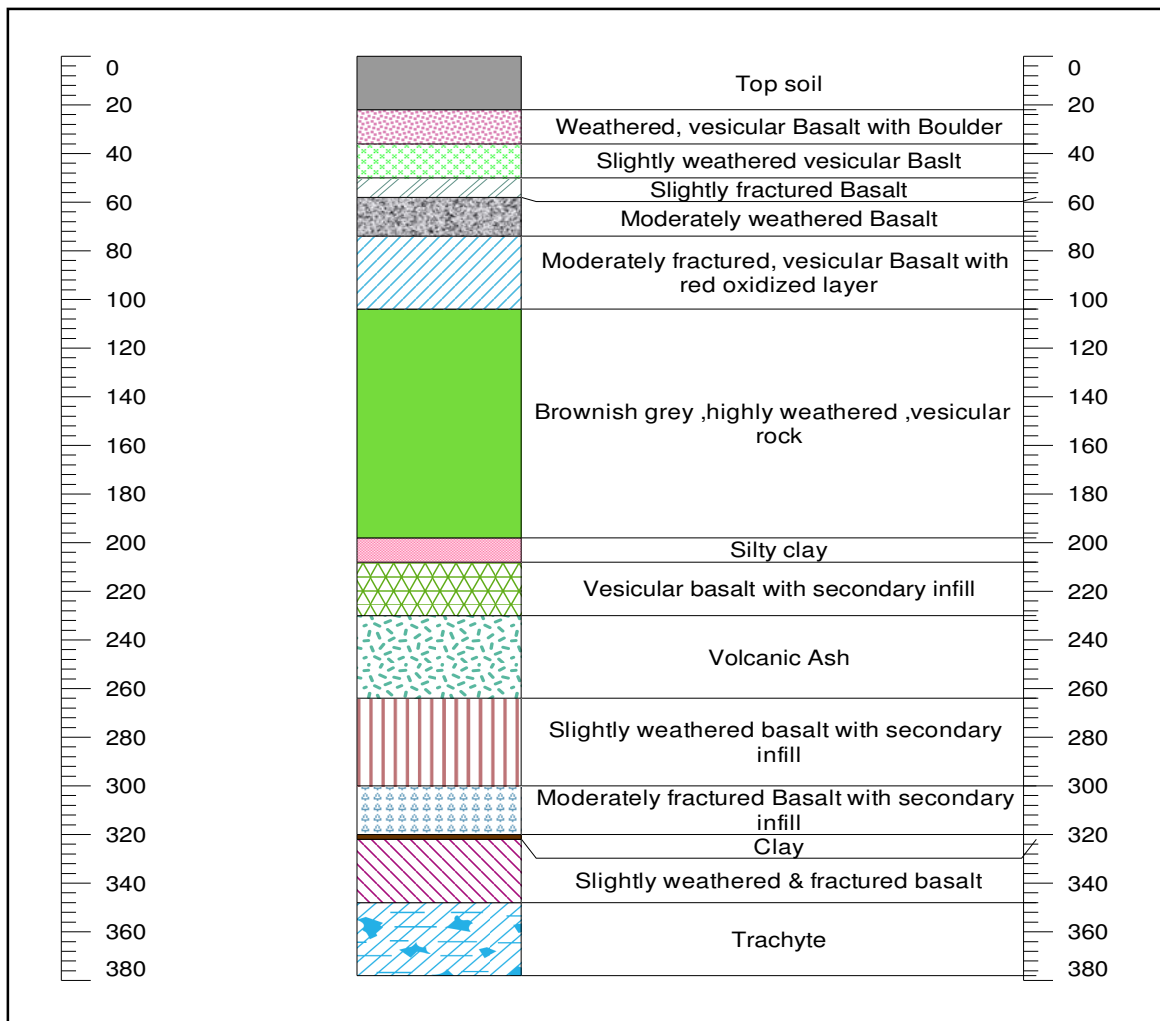 0
20
40
60
80
100
120
140
160
180
200
220
240
260
280
300
320
340
360
380
Top soil
Weathered, vesicular Basalt with Boulder
Slightly weathered vesicular Baslt
Slightly fractured Basalt
Moderately weathered Basalt
Moderately fractured, vesicular Basalt with
red oxidized layer
Brownish grey ,highly weathered ,vesicular
rock
Silty clay
Vesicular basalt with secondary infill
Volcanic Ash
Slightly weathered basalt with secondary
infill
Moderately fractured Basalt with secondary
infill
Clay
Slightly weathered & fractured basalt
Trachyte
0
20
40
60
80
100
120
140
160
180
200
220
240
260
280
300
320
340
360
380